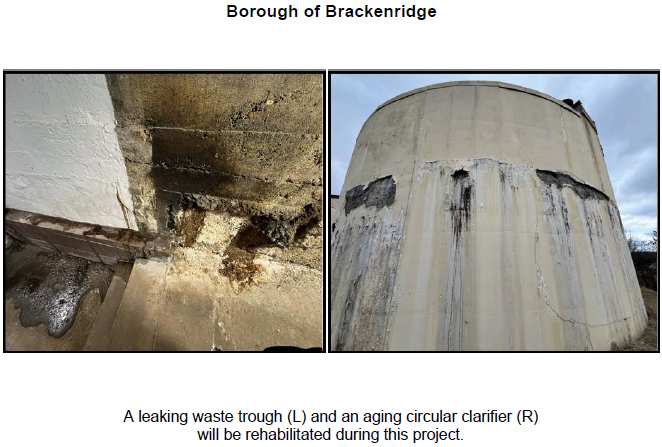 Borough of Brackenridge
A leaking waste trough (L) and an aging circular clarifier (R)
will be rehabilitated during this project.